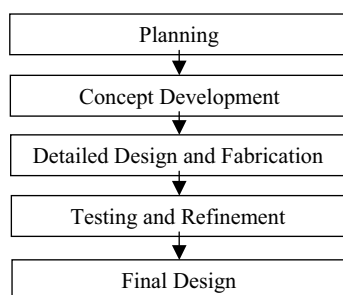 Planning
Concept Development
Detailed Design and Fabrication
Testing and Refinement
Final Design